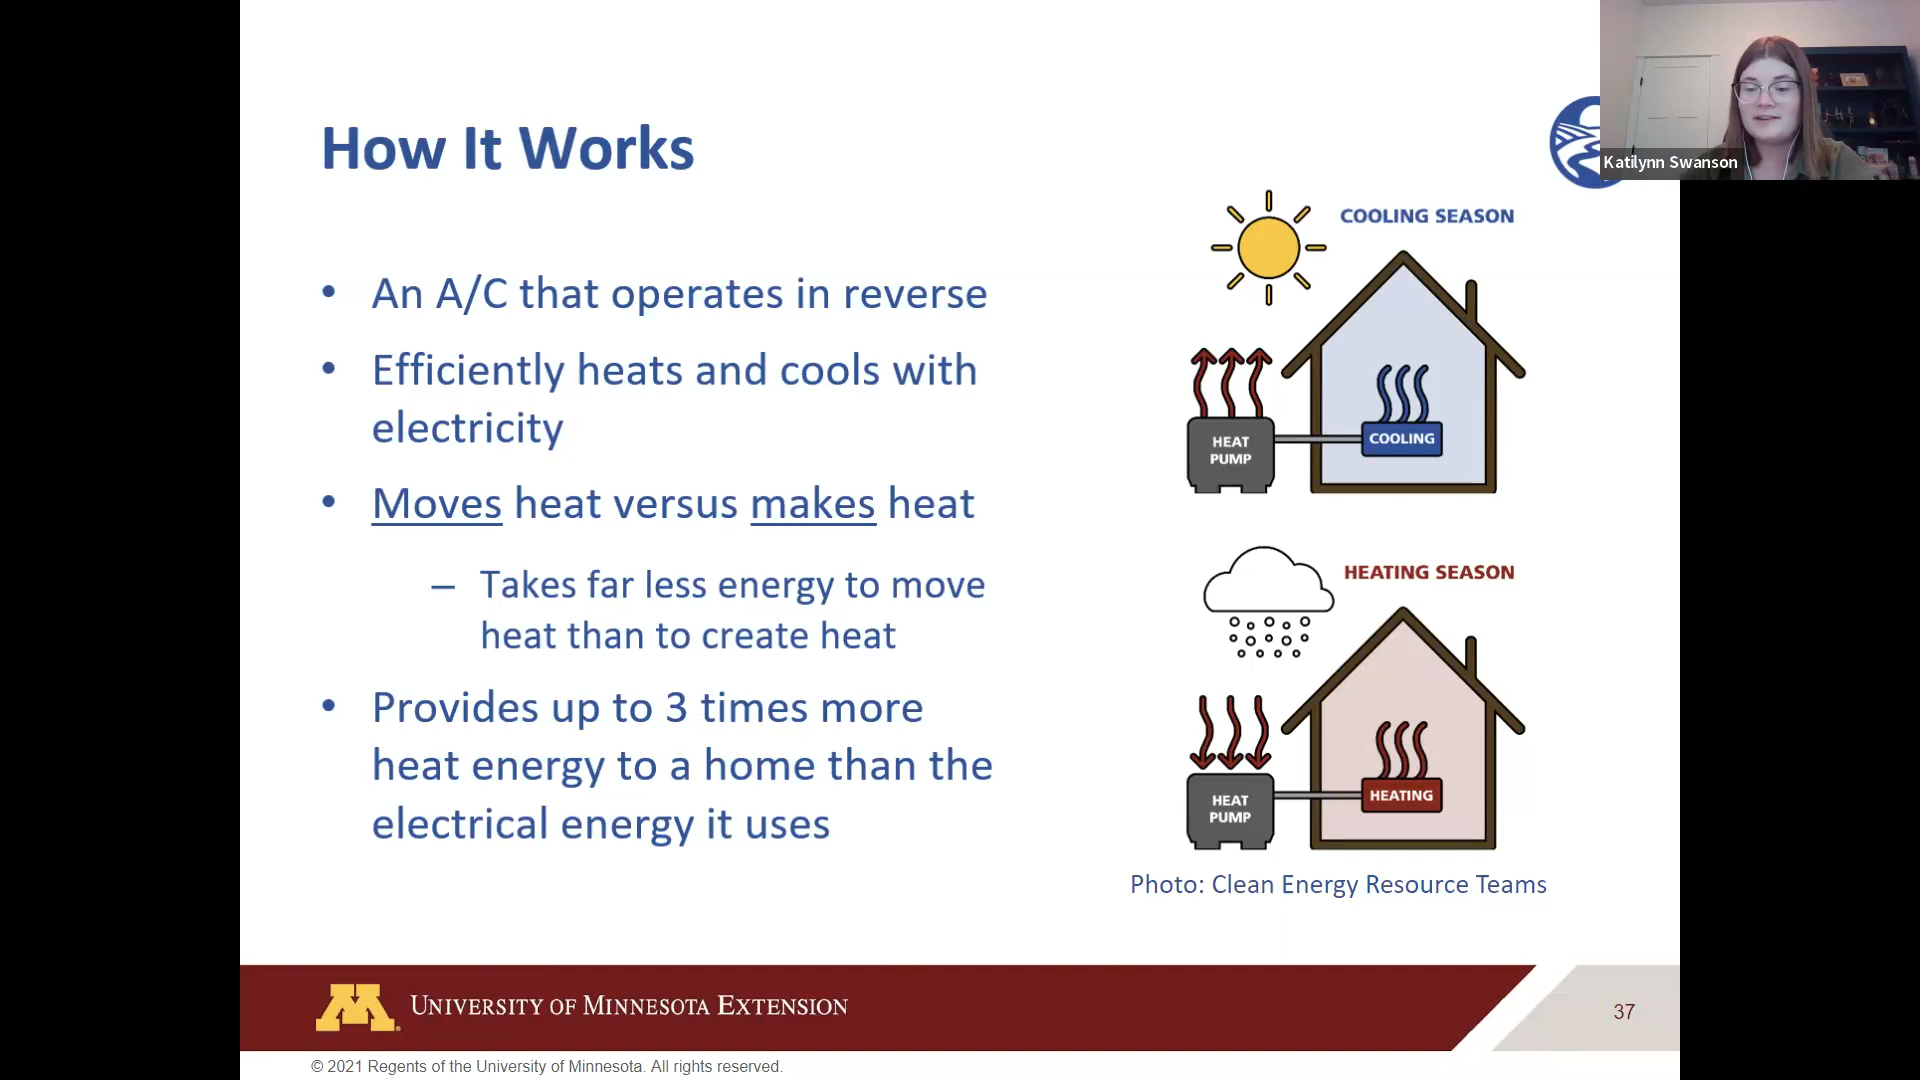 How It Works
Katilynn Swanson
• An A/C that operates in reverse
• Efficiently heats and cools with
electricity
• Moves heat versus makes heat
– Takes far less energy to move
heat than to create heat
• Provides up to 3 times more
heat energy to a home than the
electrical energy it uses
COOLING SEASON
HEAT
PUMP
COOLING
HEATING SEASON
HEAT
PUMP
HEATING
Photo: Clean Energy Resource Teams
M
UNIVERSITY OF MINNESOTA EXTENSION
37
© 2021 Regents of the University of Minnesota. All rights reserved.